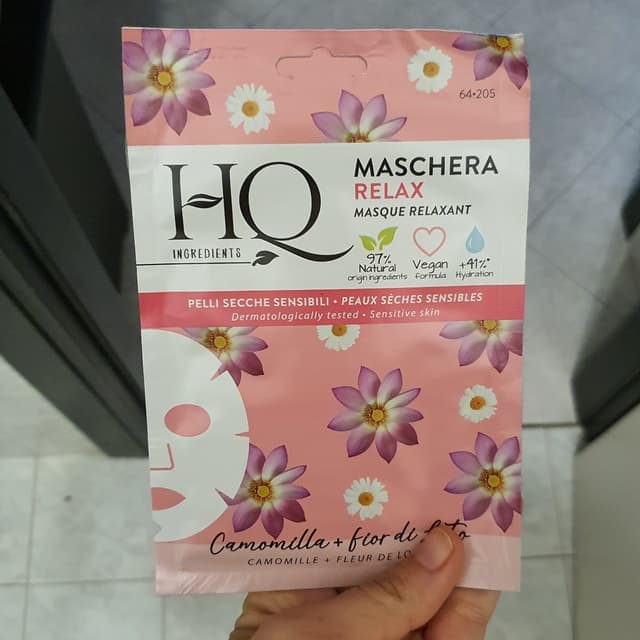 64•205
HQ
INGREDIENTS
MASCHERA
RELAX
MASQUE RELAXANT
97%
Natural
origin ingredients
Vegan
formula
+41%*
Hydration
PELLI SECCHE SENSIBILI • PEAUX SÈCHES SENSIBLES
Dermatologically tested • Sensitive skin
Camomilla + fior di
CAMOMILLE + FLEUR DE